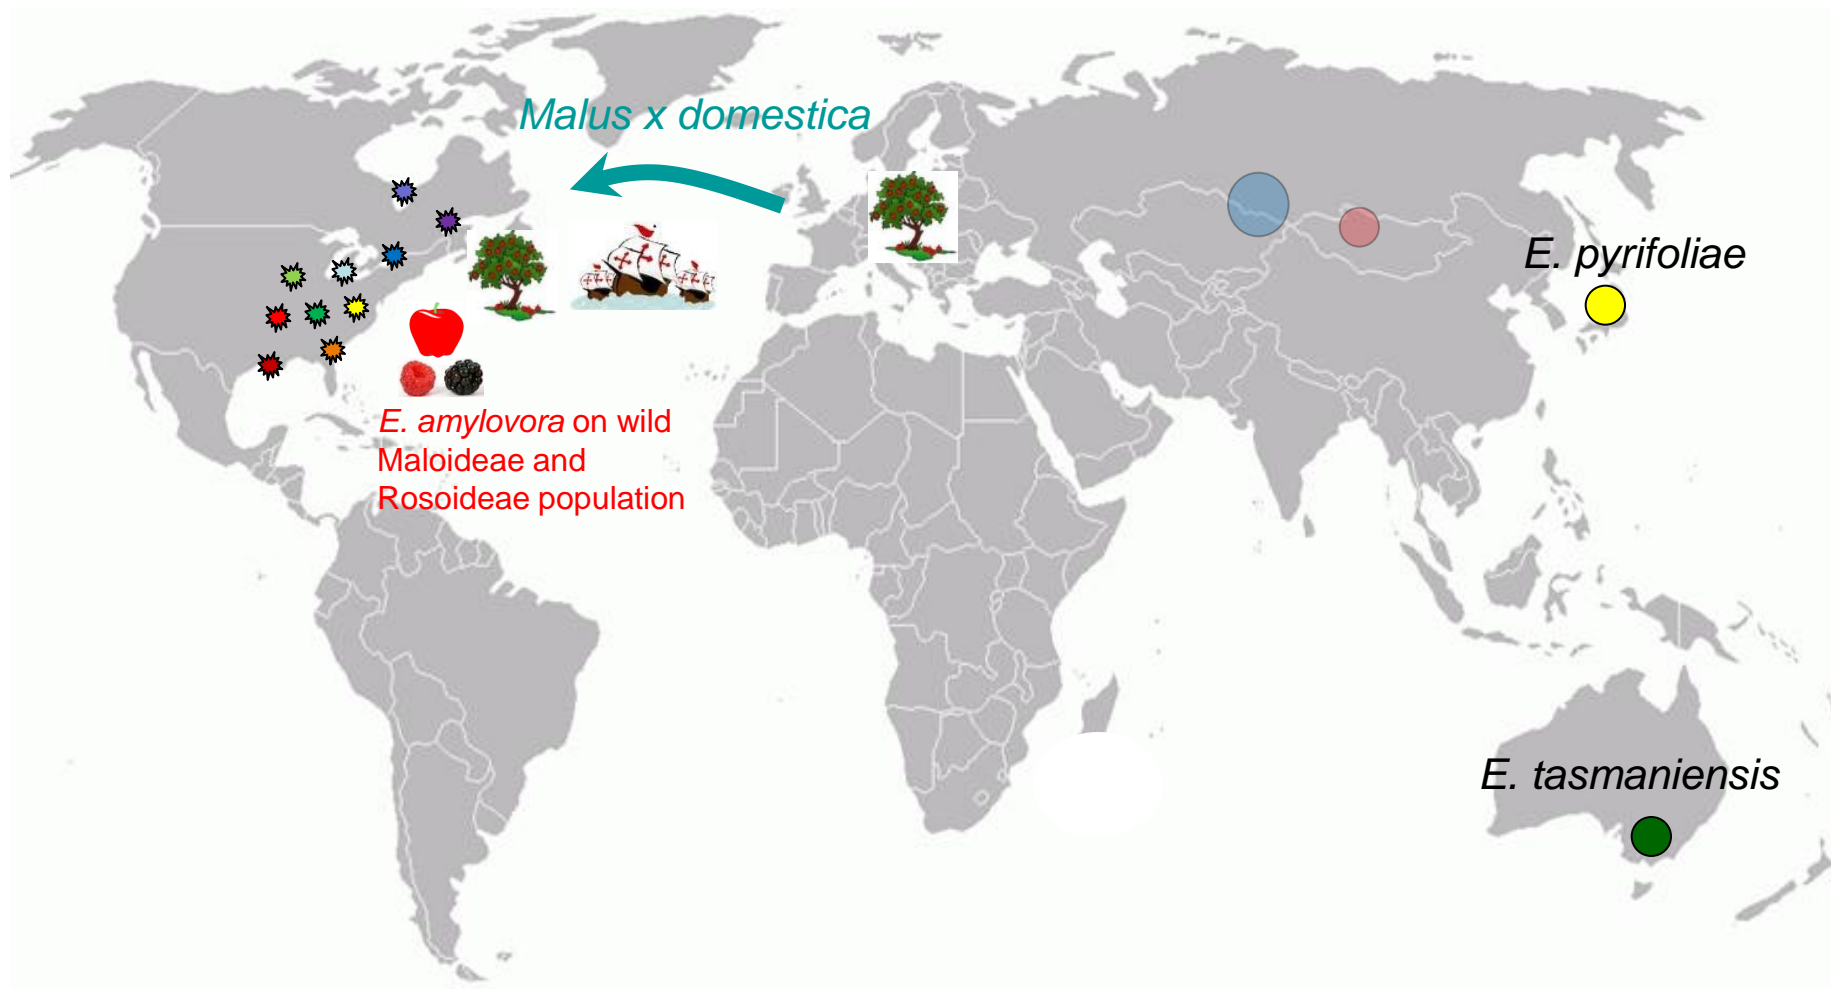 Malus x domestica
E. pyrifoliae
E. amylovora on wild
Maloideae and
Rosoideae population
E. tasmaniensis